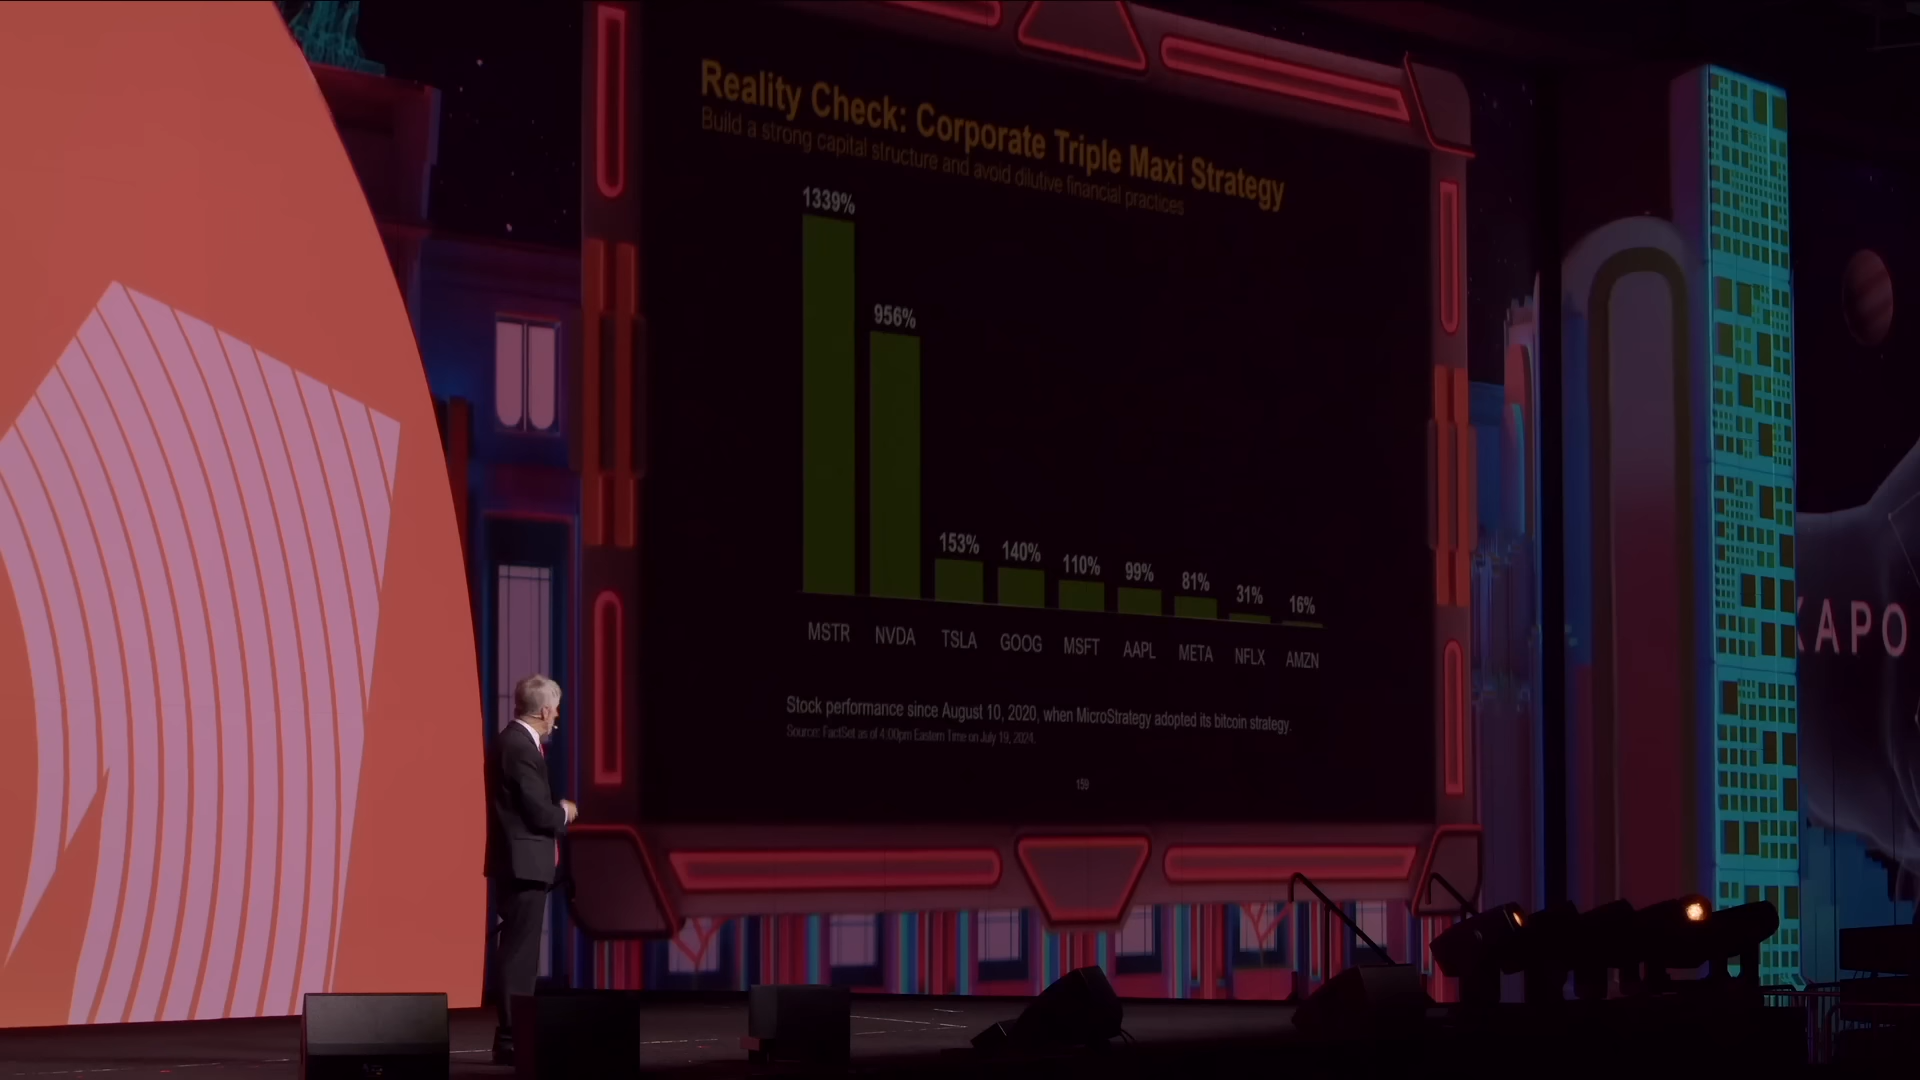 Reality Check: Corporate Triple Maxi Strategy
Build a strong capital structure and avoid dilutive financial practices
1339%
956%
153%
140%
110%
99%
81%
31%
16%
MSTR
NVDA
TSLA
GOOG
MSFT
AAPL
META
NFLX
AMZN
Stock performance since August 10, 2020, when MicroStrategy adopted its bitcoin strategy.
Source: FactSet as of 4:00pm Eastern Time on July 19, 2024.
159
XAPO